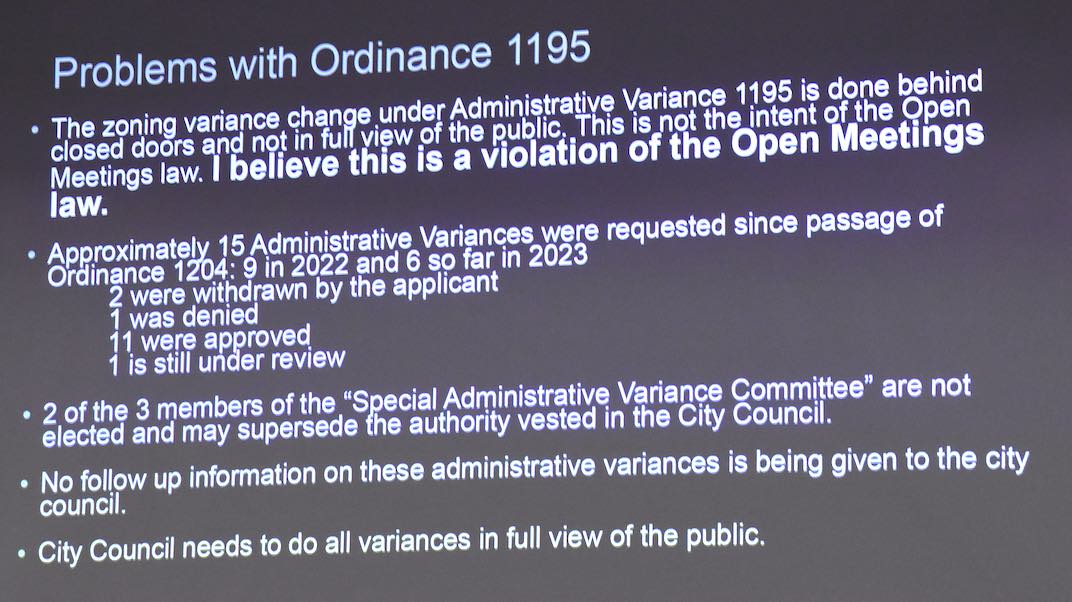 Problems with Ordinance 1195
• The zoning variance change under Administrative Variance 1195 is done behind
closed doors and not in full view of the public. This is not the intent of the Open
Meetings law. I believe this is a violation of the Open Meetings
law.
• Approximately 15 Administrative Variances were requested since passage of
Ordinance 1204: 9 in 2022 and 6 so far in 2023
2 were withdrawn by the applicant
1 was denied
11 were approved
1 is still under review
• 2 of the 3 members of the “Special Administrative Variance Committee” are not
elected and may supersede the authority vested in the City Council.
• No follow up information on these administrative variances is being given to the city
council.
• City Council needs to do all variances in full view of the public.